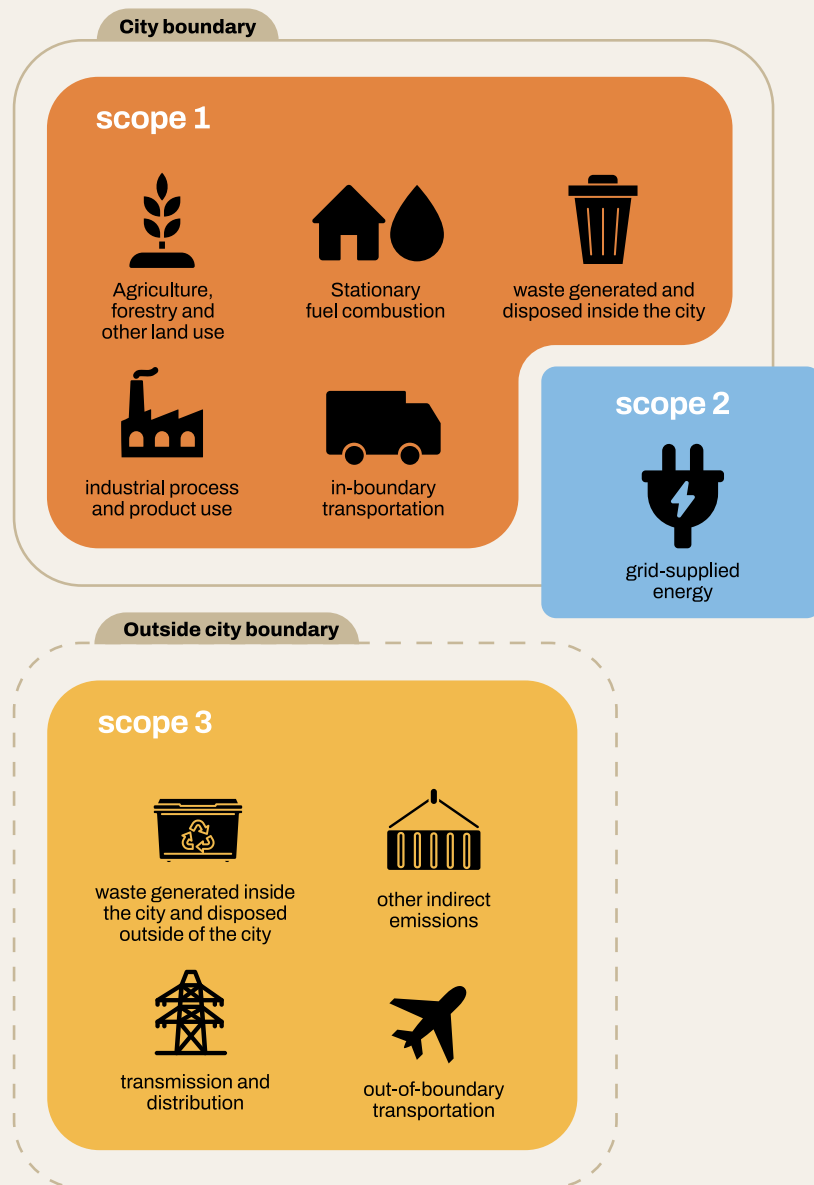 City boundary
scope 1
Agriculture,
forestry and
other land use
Stationary
fuel combustion
waste generated and
disposed inside the city
industrial process
and product use
in-boundary
transportation
scope 2
grid-supplied
energy
Outside city boundary
scope 3
waste generated inside
the city and disposed
outside of the city
other indirect
emissions
transmission and
distribution
out-of-boundary
transportation